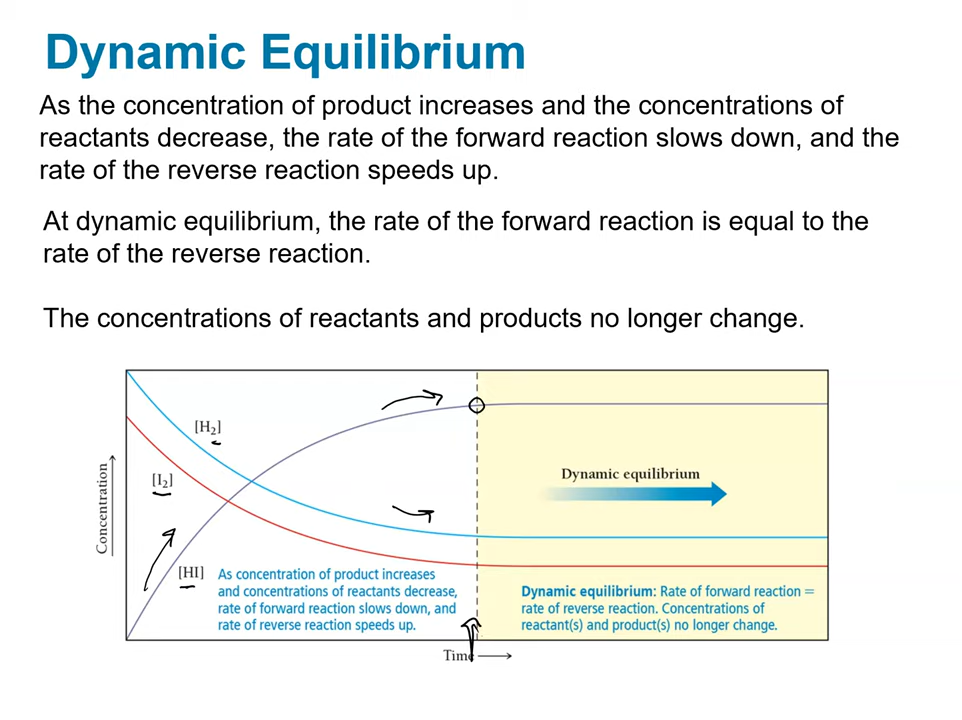 Dynamic Equilibrium
As the concentration of product increases and the concentrations of
reactants decrease, the rate of the forward reaction slows down, and the
rate of the reverse reaction speeds up.
At dynamic equilibrium, the rate of the forward reaction is equal to the
rate of the reverse reaction.
The concentrations of reactants and products no longer change.
[H₂]
[I₂]
[HI]
Concentration
Dynamic equilibrium
As concentration of product increases
and concentrations of reactants decrease,
rate of forward reaction slows down, and
rate of reverse reaction speeds up.
Dynamic equilibrium: Rate of forward reaction =
rate of reverse reaction. Concentrations of
reactant(s) and product(s) no longer change.
Time